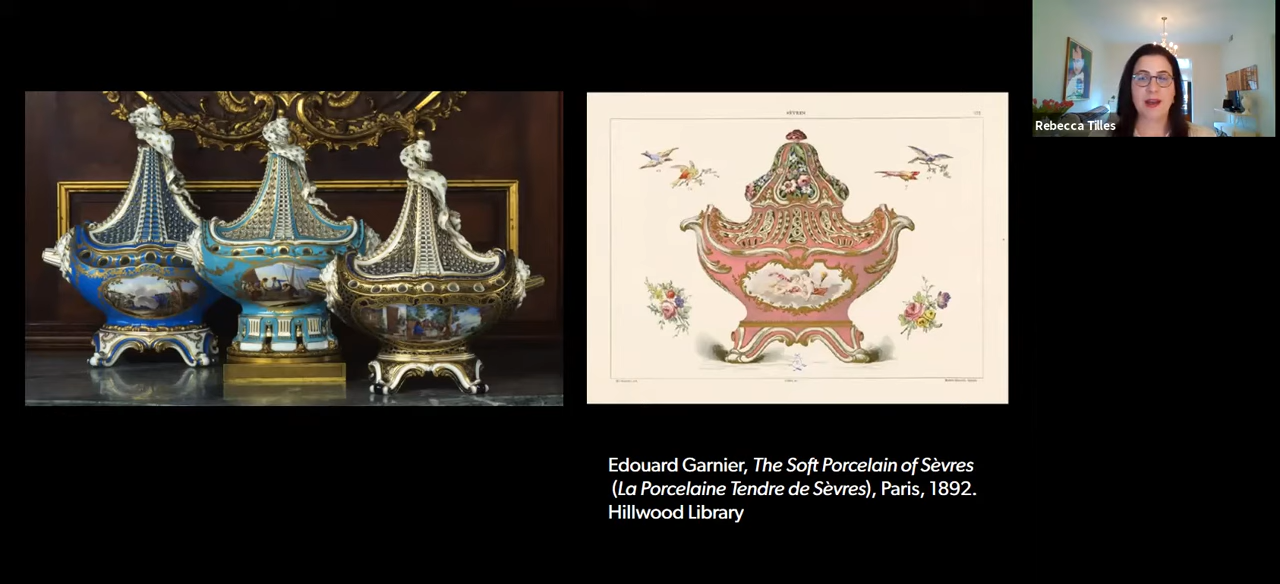 Rebecca Tilles
SÈVRES
Edouard Garnier, The Soft Porcelain of Sèvres
(La Porcelaine Tendre de Sèvres), Paris, 1892.
Hillwood Library